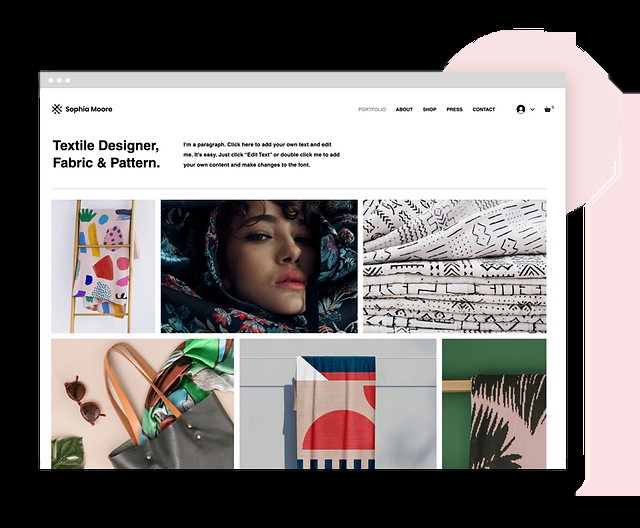 Sophia Moore
PORTFOLIO ABOUT SHOP PRESS CONTACT
0
Textile Designer,
Fabric & Pattern.
I'm a paragraph. Click here to add your own text and edit
me. It's easy. Just click "Edit Text" or double click me to add
your own content and make changes to the font.